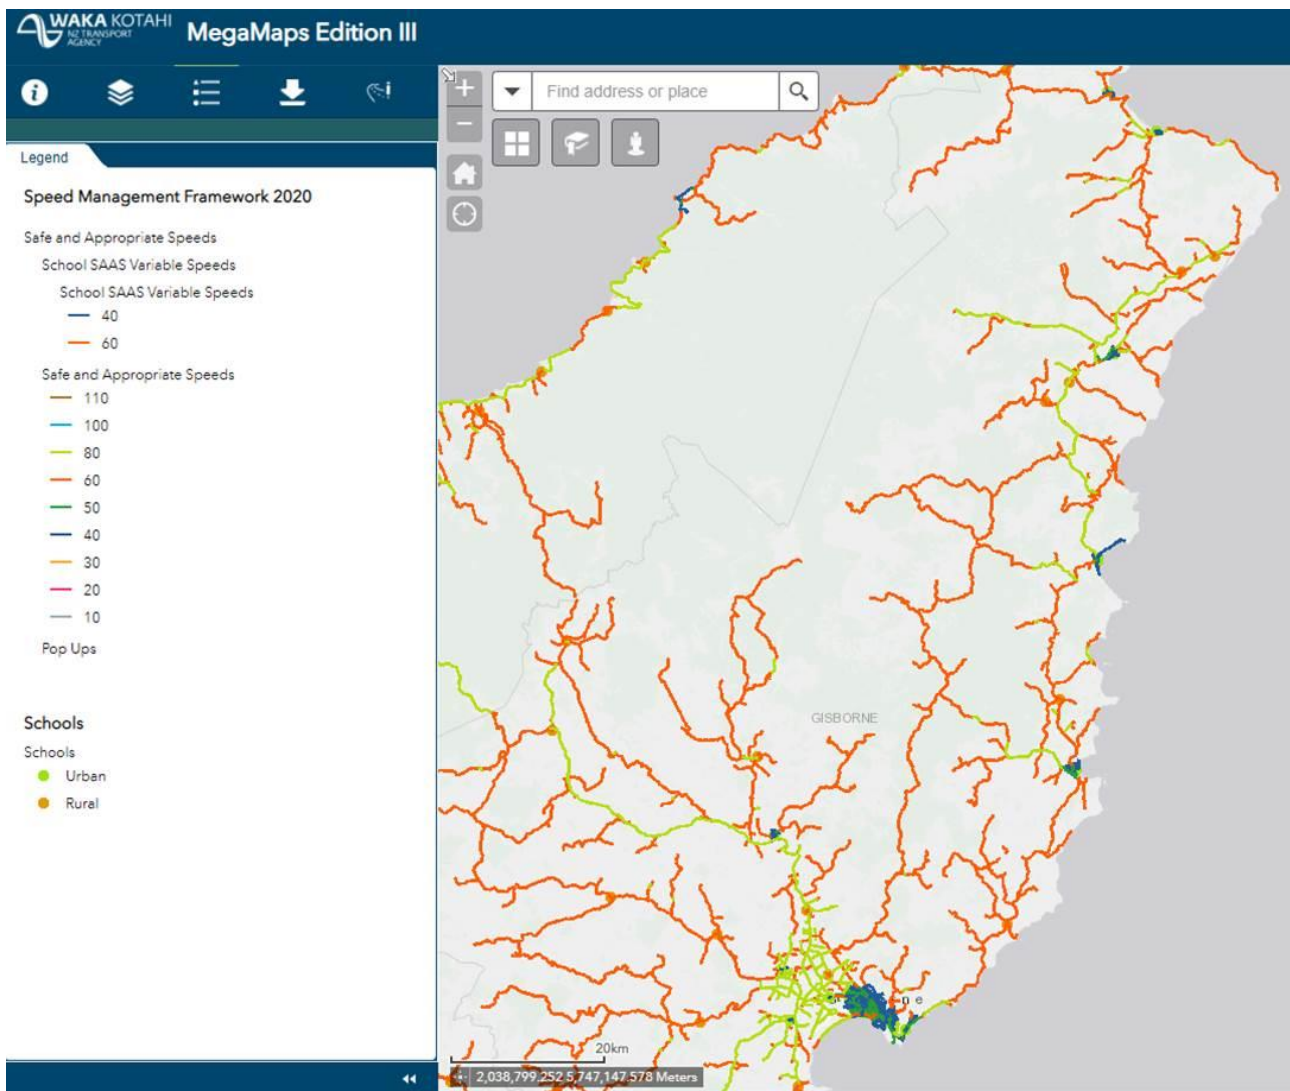 WAKA KOTAHI
NZ TRANSPORT
AGENCY
MegaMaps Edition III
Find address or place
Legend
Speed Management Framework 2020
Safe and Appropriate Speeds
School SAAS Variable Speeds
School SAAS Variable Speeds
40
60
Safe and Appropriate Speeds
110
100
80
60
50
40
30
20
10
Pop Ups
Schools
Schools
Urban
Rural
GISBORNE
20km
2,038,799.252 5,747,147.578 Meters